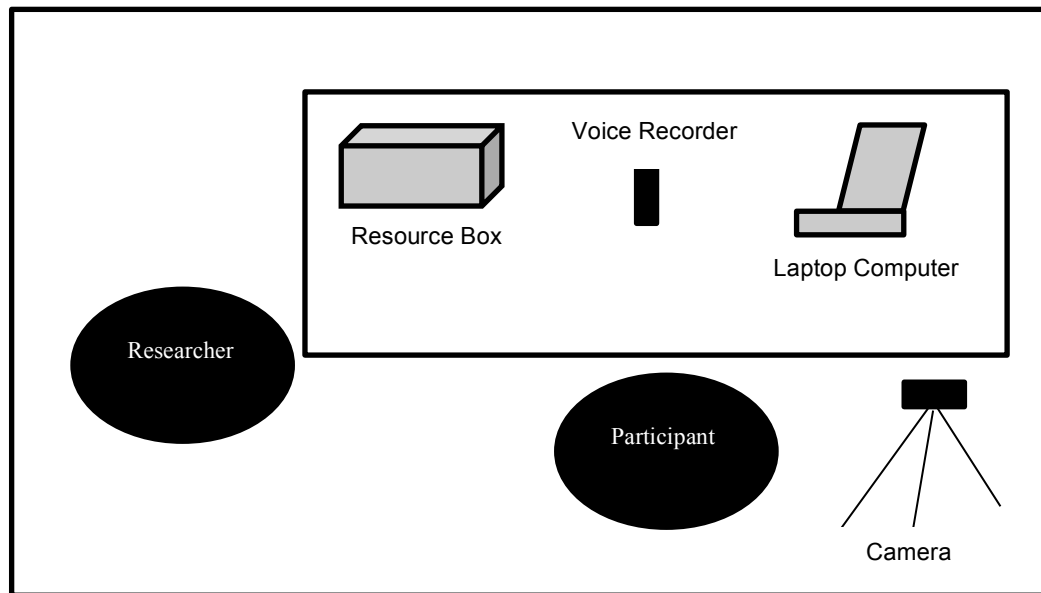 Voice Recorder
Resource Box
Laptop Computer
Researcher
Participant
Camera